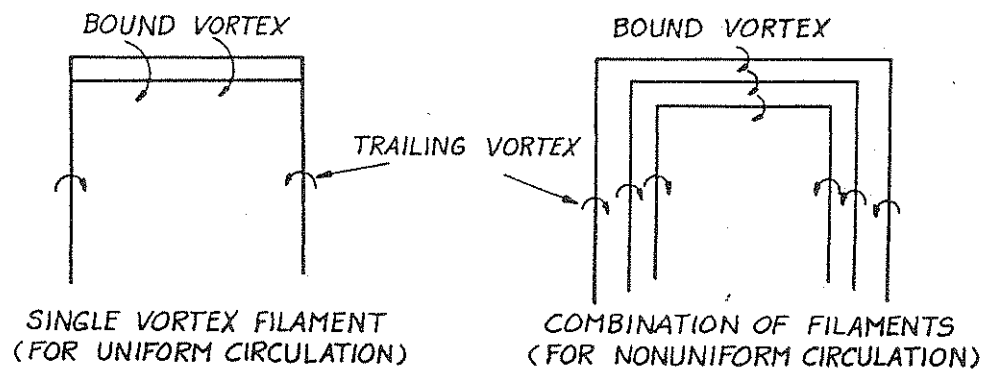 BOUND VORTEX
BOUND VORTEX
TRAILING VORTEX
SINGLE VORTEX FILAMENT
(FOR UNIFORM CIRCULATION)
COMBINATION OF FILAMENTS
(FOR NONUNIFORM CIRCULATION)